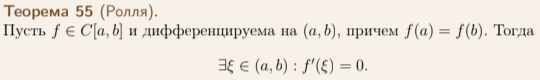 Теорема 55 (Ролля).
Пусть f ∈ C[a, b] и дифференцируема на (a, b), причем f(a) = f(b). Тогда
∃ξ ∈ (a, b) : f′(ξ) = 0.